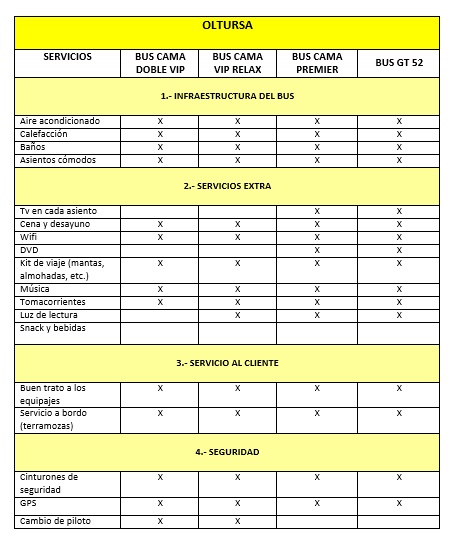 OLTURSA
SERVICIOS BUS CAMA DOBLE VIP BUS CAMA VIP RELAX BUS CAMA PREMIER BUS GT 52
1.- INFRAESTRUCTURA DEL BUS
Aire acondicionado X X X X
Calefacción X X X X
Baños X X X X
Asientos cómodos X X X X
2.- SERVICIOS EXTRA
Tv en cada asiento X X
Cena y desayuno X X X X
Wifi X X X X
DVD X X
Kit de viaje (mantas, X X X X
almohadas, etc.)
Música X X X X
Tomacorrientes X X X X
Luz de lectura X X X
Snack y bebidas
3.- SERVICIO AL CLIENTE
Buen trato a los X X X X
equipajes
Servicio a bordo X X X X
(terramozas)
4.- SEGURIDAD
Cinturones de X X X X
seguridad
GPS X X X X
Cambio de piloto X X